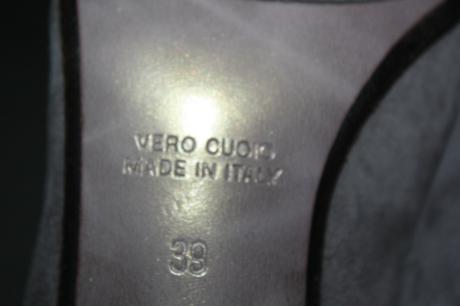 VERO CUOIO
MADE IN ITALY
39